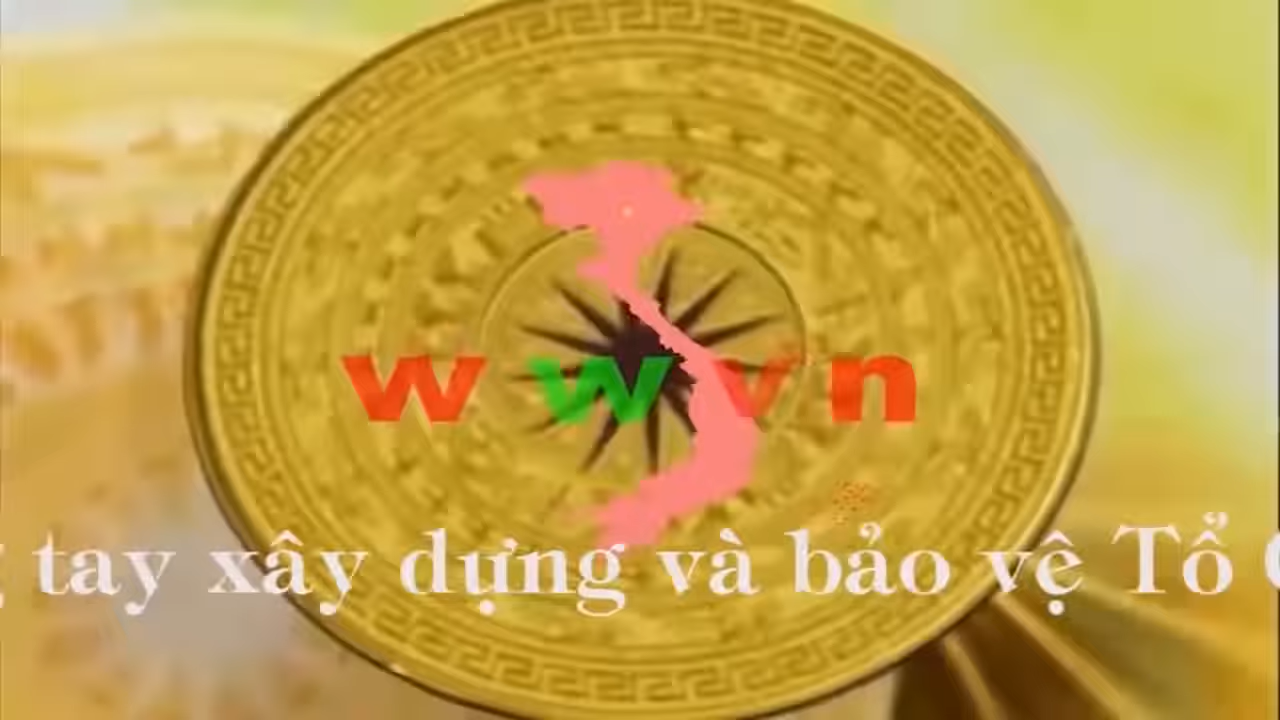 w w v n
tay xây dựng và bảo vệ Tổ